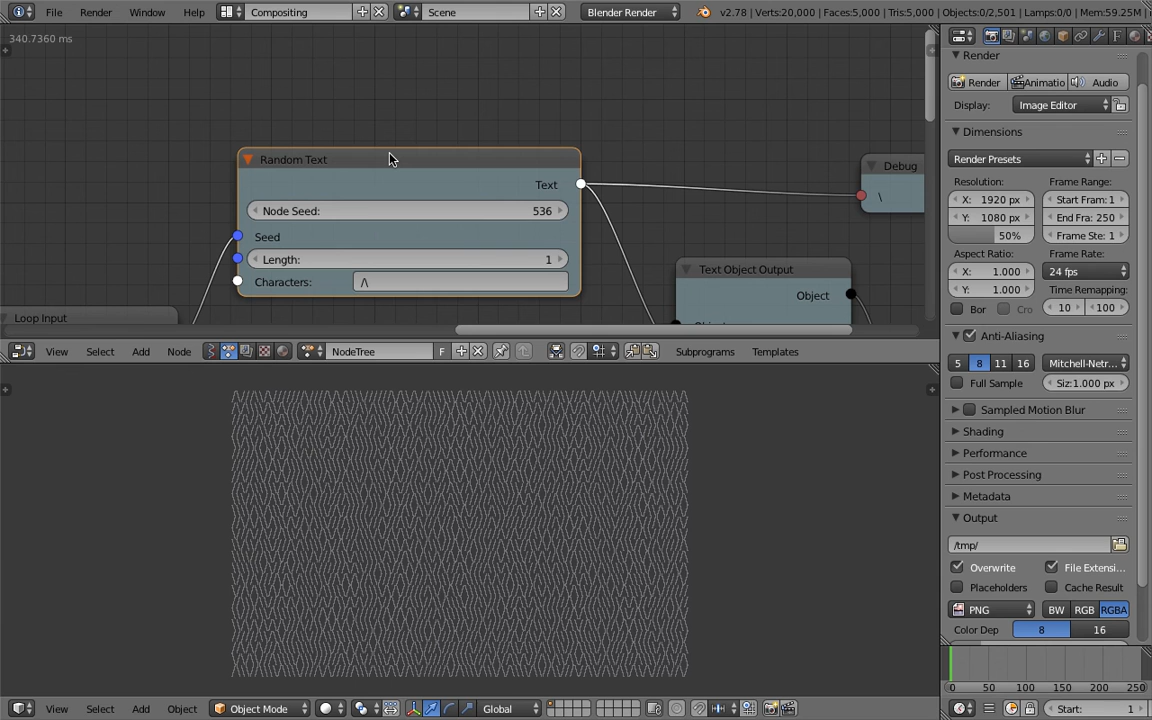 File Render Window Help Compositing Scene Blender Render v2.78 | Verts:20,000 | Faces:5,000 | Tris:5,000 | Objects:0/2,501 | Lamps:0/0 | Mem:59.25M
340.7360 ms
Random Text
Text
Node Seed: 536
Seed
Length: 1
Characters: /\
Debug
\
Text Object Output
Object
Loop Input
View Select Add Node NodeTree F Subprograms Templates
View Select Add Object Object Mode Global
Render
Render Animatio Audio
Display: Image Editor
Dimensions
Render Presets
Resolution: Frame Range:
X: 1920 px Start Fram: 1
Y: 1080 px End Fra: 250
50% Frame Ste: 1
Aspect Ratio: Frame Rate:
X: 1.000 24 fps
Y: 1.000 Time Remapping:
Bor Cro 10 100
Anti-Aliasing
5 8 11 16 Mitchell-Netr...
Full Sample Siz:1.000 px
Sampled Motion Blur
Shading
Performance
Post Processing
Metadata
Output
/tmp/
Overwrite File Extensi...
Placeholders Cache Result
PNG BW RGB RGBA
Color Dep 8 16
0 50 100 150 200 250
Start: 1